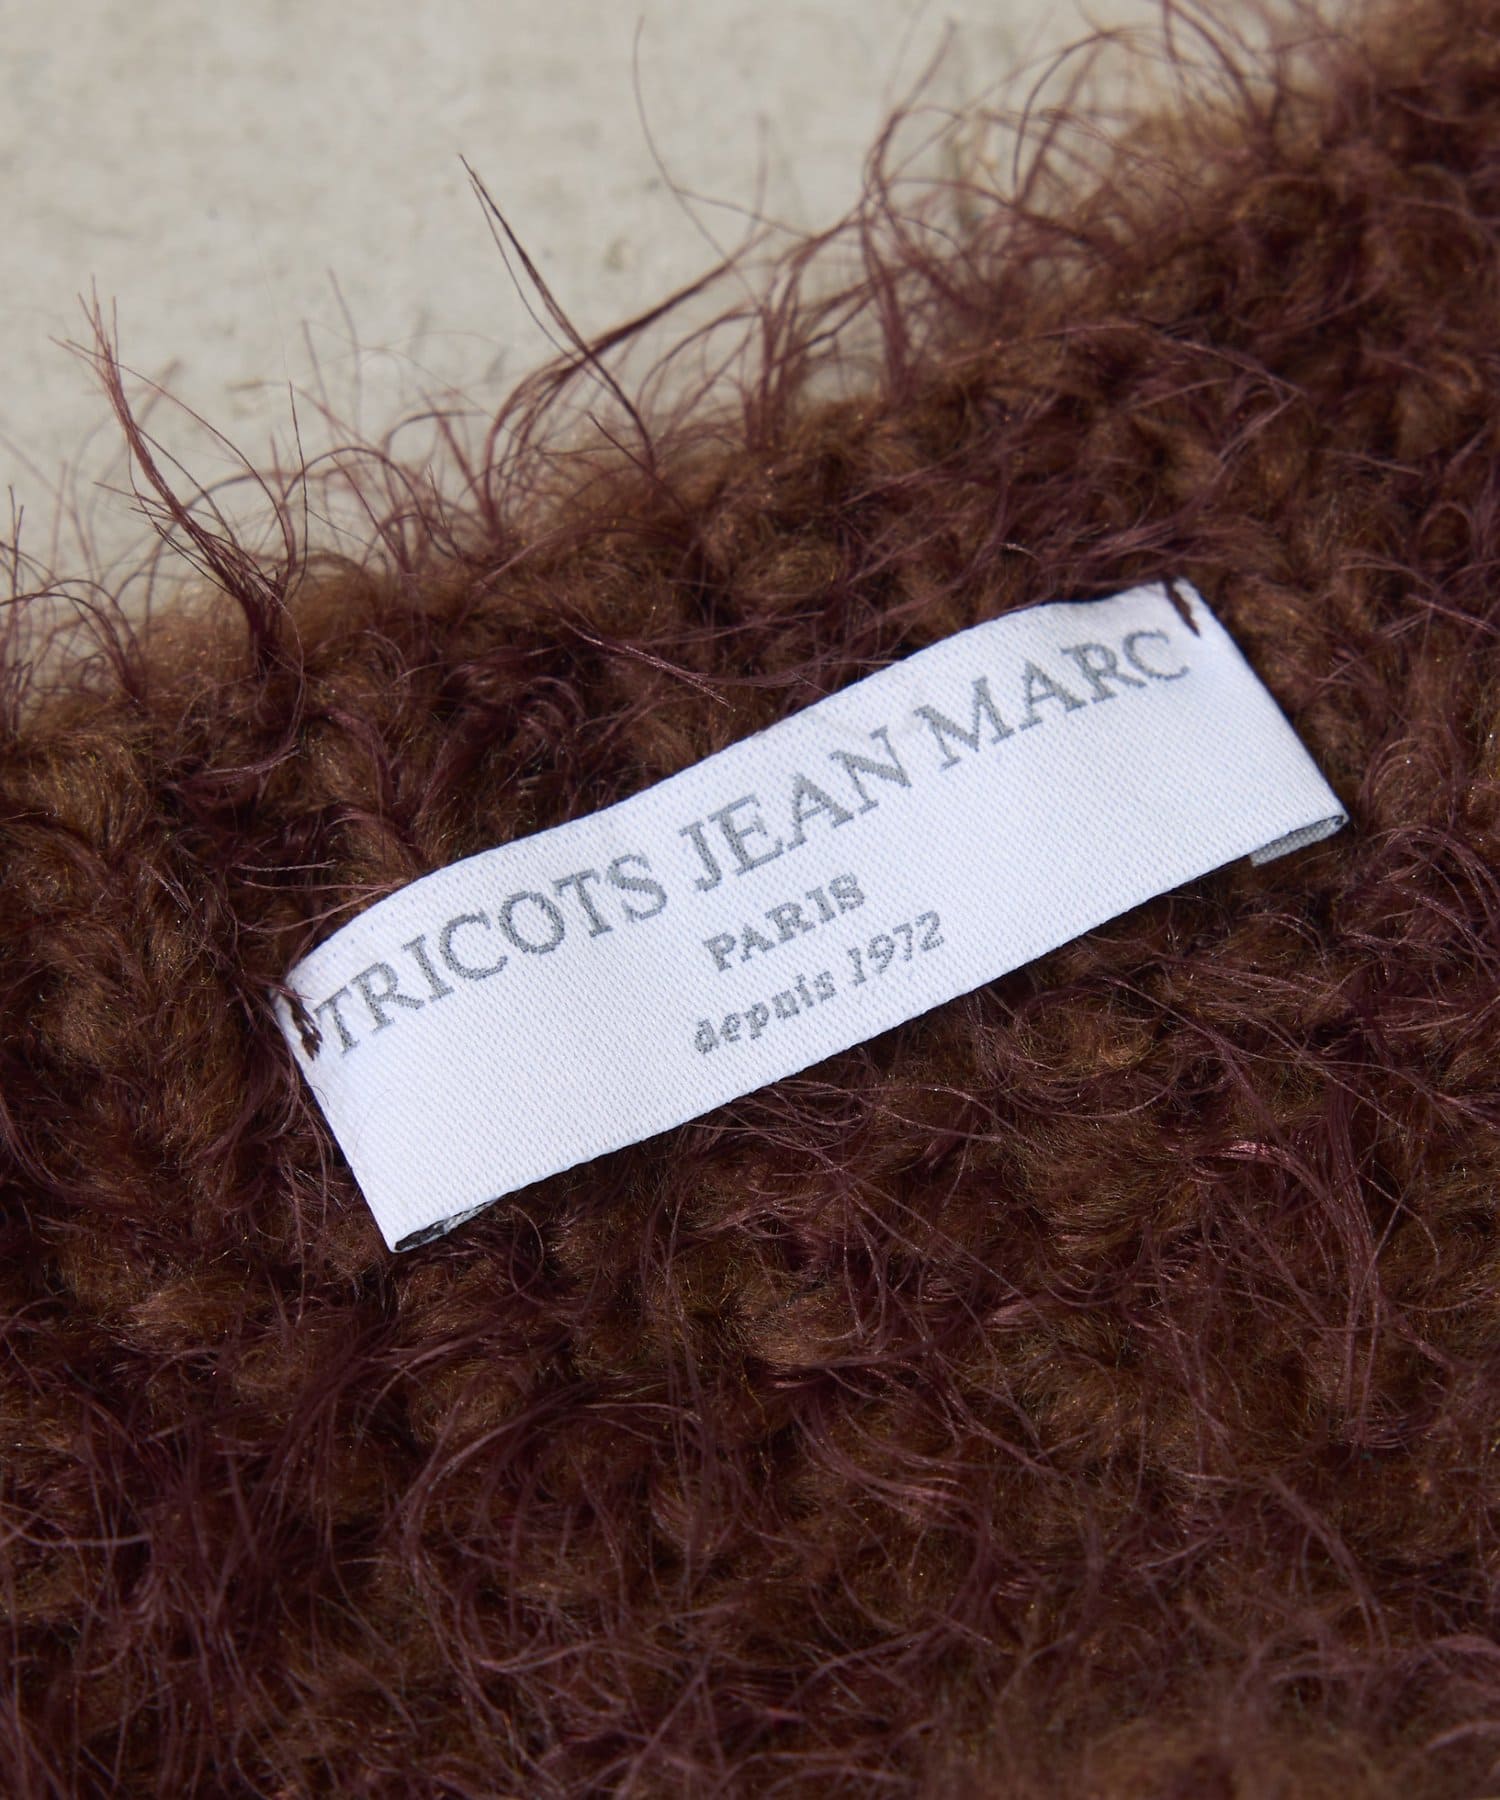 TRICOTS JEAN MARC
PARIS
depuis 1972